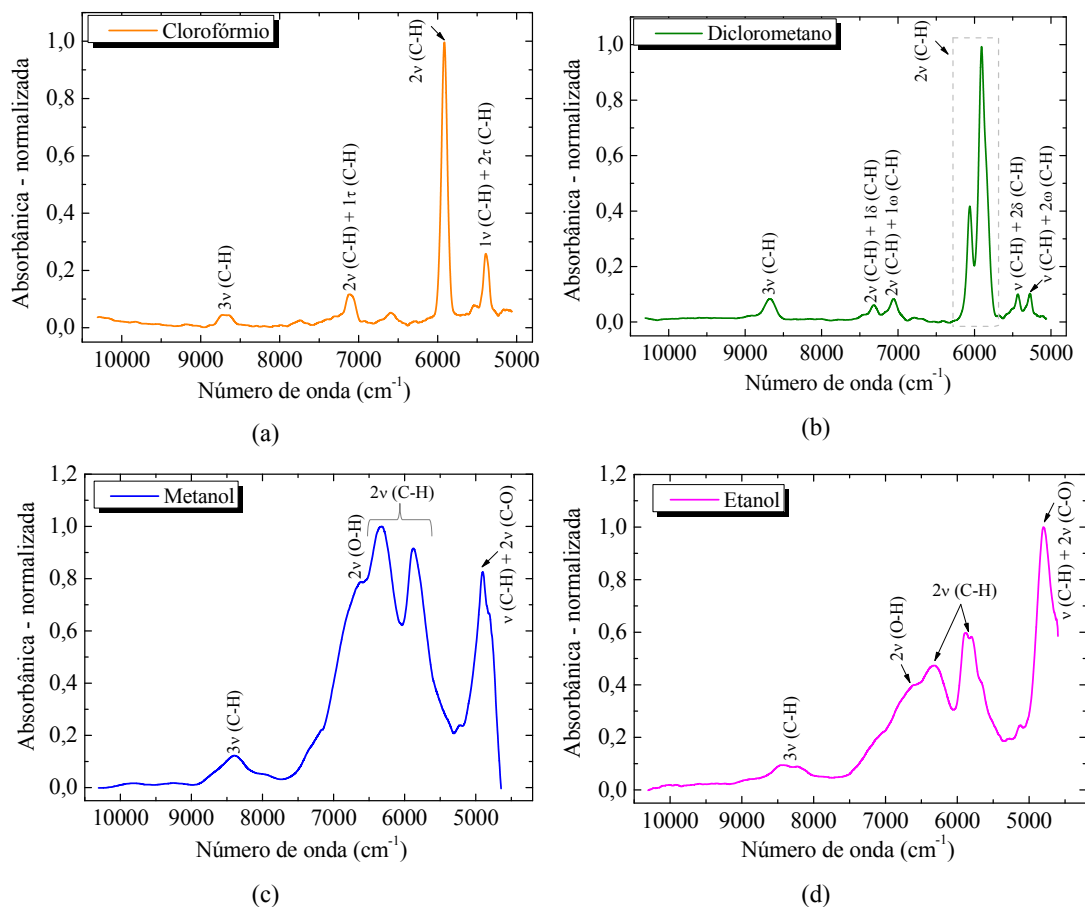 Clorofórmio
2ν (C-H)
1,0
0,8
0,6
0,4
0,2
0,0
Absorbânica - normalizada
3ν (C-H)
2ν (C-H) + 1τ (C-H)
1ν (C-H) + 2τ (C-H)
10000 9000 8000 7000 6000 5000
Número de onda (cm-1)
(a)
Diclorometano
2ν (C-H)
1,0
0,8
0,6
0,4
0,2
0,0
Absorbânica - normalizada
3ν (C-H)
2ν (C-H) + 1δ (C-H)
2ν (C-H) + 1ω (C-H)
ν (C-H) + 2δ (C-H)
ν (C-H) + 2ω (C-H)
10000 9000 8000 7000 6000 5000
Número de onda (cm-1)
(b)
Metanol
1,2
1,0
0,8
0,6
0,4
0,2
0,0
Absorbânica - normalizada
3ν (C-H)
2ν (O-H)
2ν (C-H)
ν (C-H) + 2ν (C-O)
10000 9000 8000 7000 6000 5000
Número de onda (cm-1)
(c)
Etanol
1,2
1,0
0,8
0,6
0,4
0,2
0,0
Absorbânica - normalizada
3ν (C-H)
2ν (O-H)
2ν (C-H)
ν (C-H) + 2ν (C-O)
10000 9000 8000 7000 6000 5000
Número de onda (cm-1)
(d)